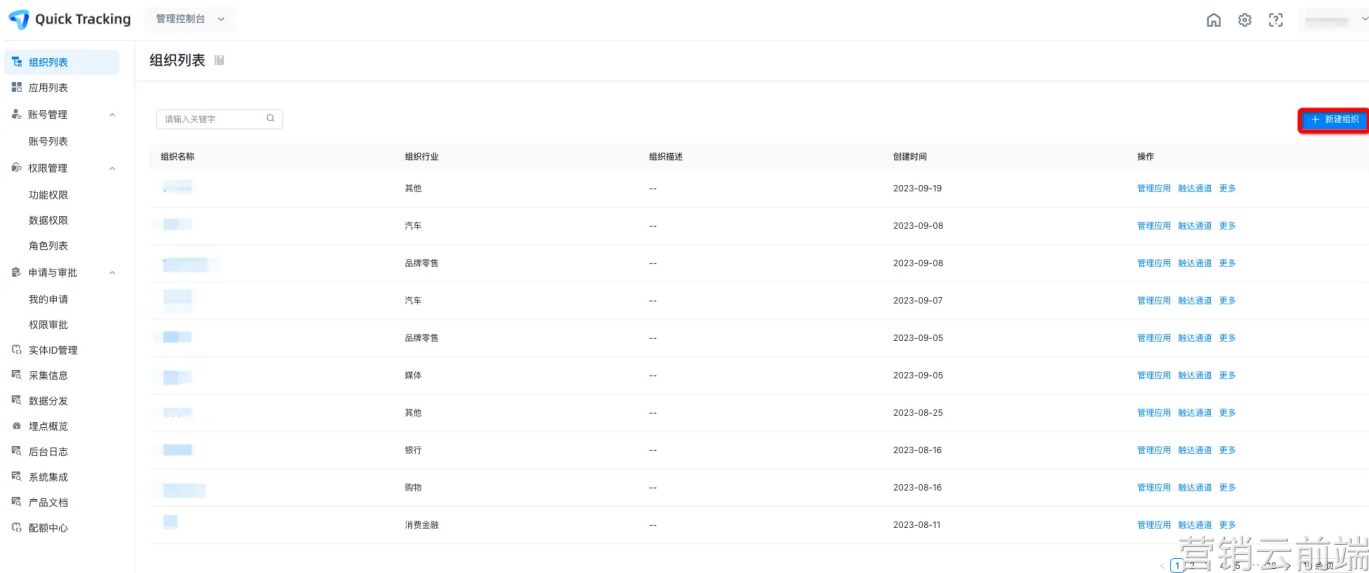 Quick Tracking 管理控制台
组织列表
应用列表
账号管理
账号列表
权限管理
功能权限
数据权限
角色列表
申请与审批
我的申请
权限审批
实体ID管理
采集信息
数据分发
埋点概览
后台日志
系统集成
产品文档
配额中心
组织列表
请输入关键字
+ 新建组织
组织名称 组织行业 组织描述 创建时间 操作
其他 -- 2023-09-19 管理应用 触达通道 更多
汽车 -- 2023-09-08 管理应用 触达通道 更多
品牌零售 -- 2023-09-08 管理应用 触达通道 更多
汽车 -- 2023-09-07 管理应用 触达通道 更多
品牌零售 -- 2023-09-05 管理应用 触达通道 更多
媒体 -- 2023-09-05 管理应用 触达通道 更多
其他 -- 2023-08-25 管理应用 触达通道 更多
银行 -- 2023-08-16 管理应用 触达通道 更多
购物 -- 2023-08-16 管理应用 触达通道 更多
消费金融 -- 2023-08-11 管理应用 触达通道 更多
营销云前端
1 2